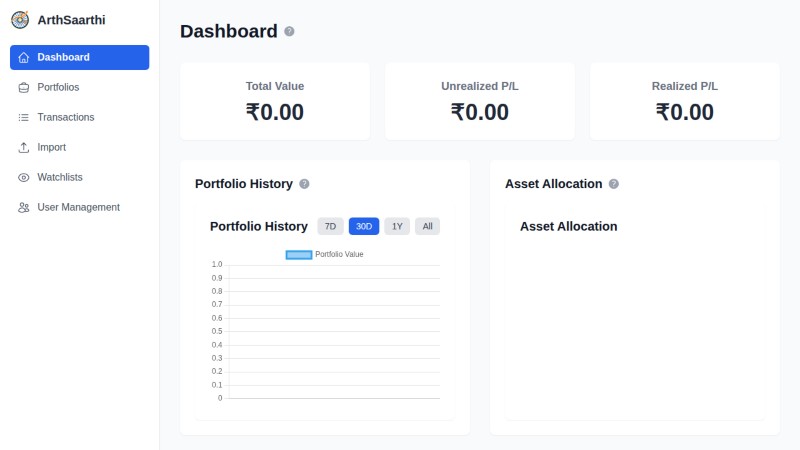 ArthSaarthi
Dashboard
Portfolios
Transactions
Import
Watchlists
User Management
Dashboard ?
Total Value
₹0.00
Unrealized P/L
₹0.00
Realized P/L
₹0.00
Portfolio History ?
Portfolio History 7D 30D 1Y All
Portfolio Value
1.0
0.9
0.8
0.7
0.6
0.5
0.4
0.3
0.2
0.1
0
Asset Allocation ?
Asset Allocation